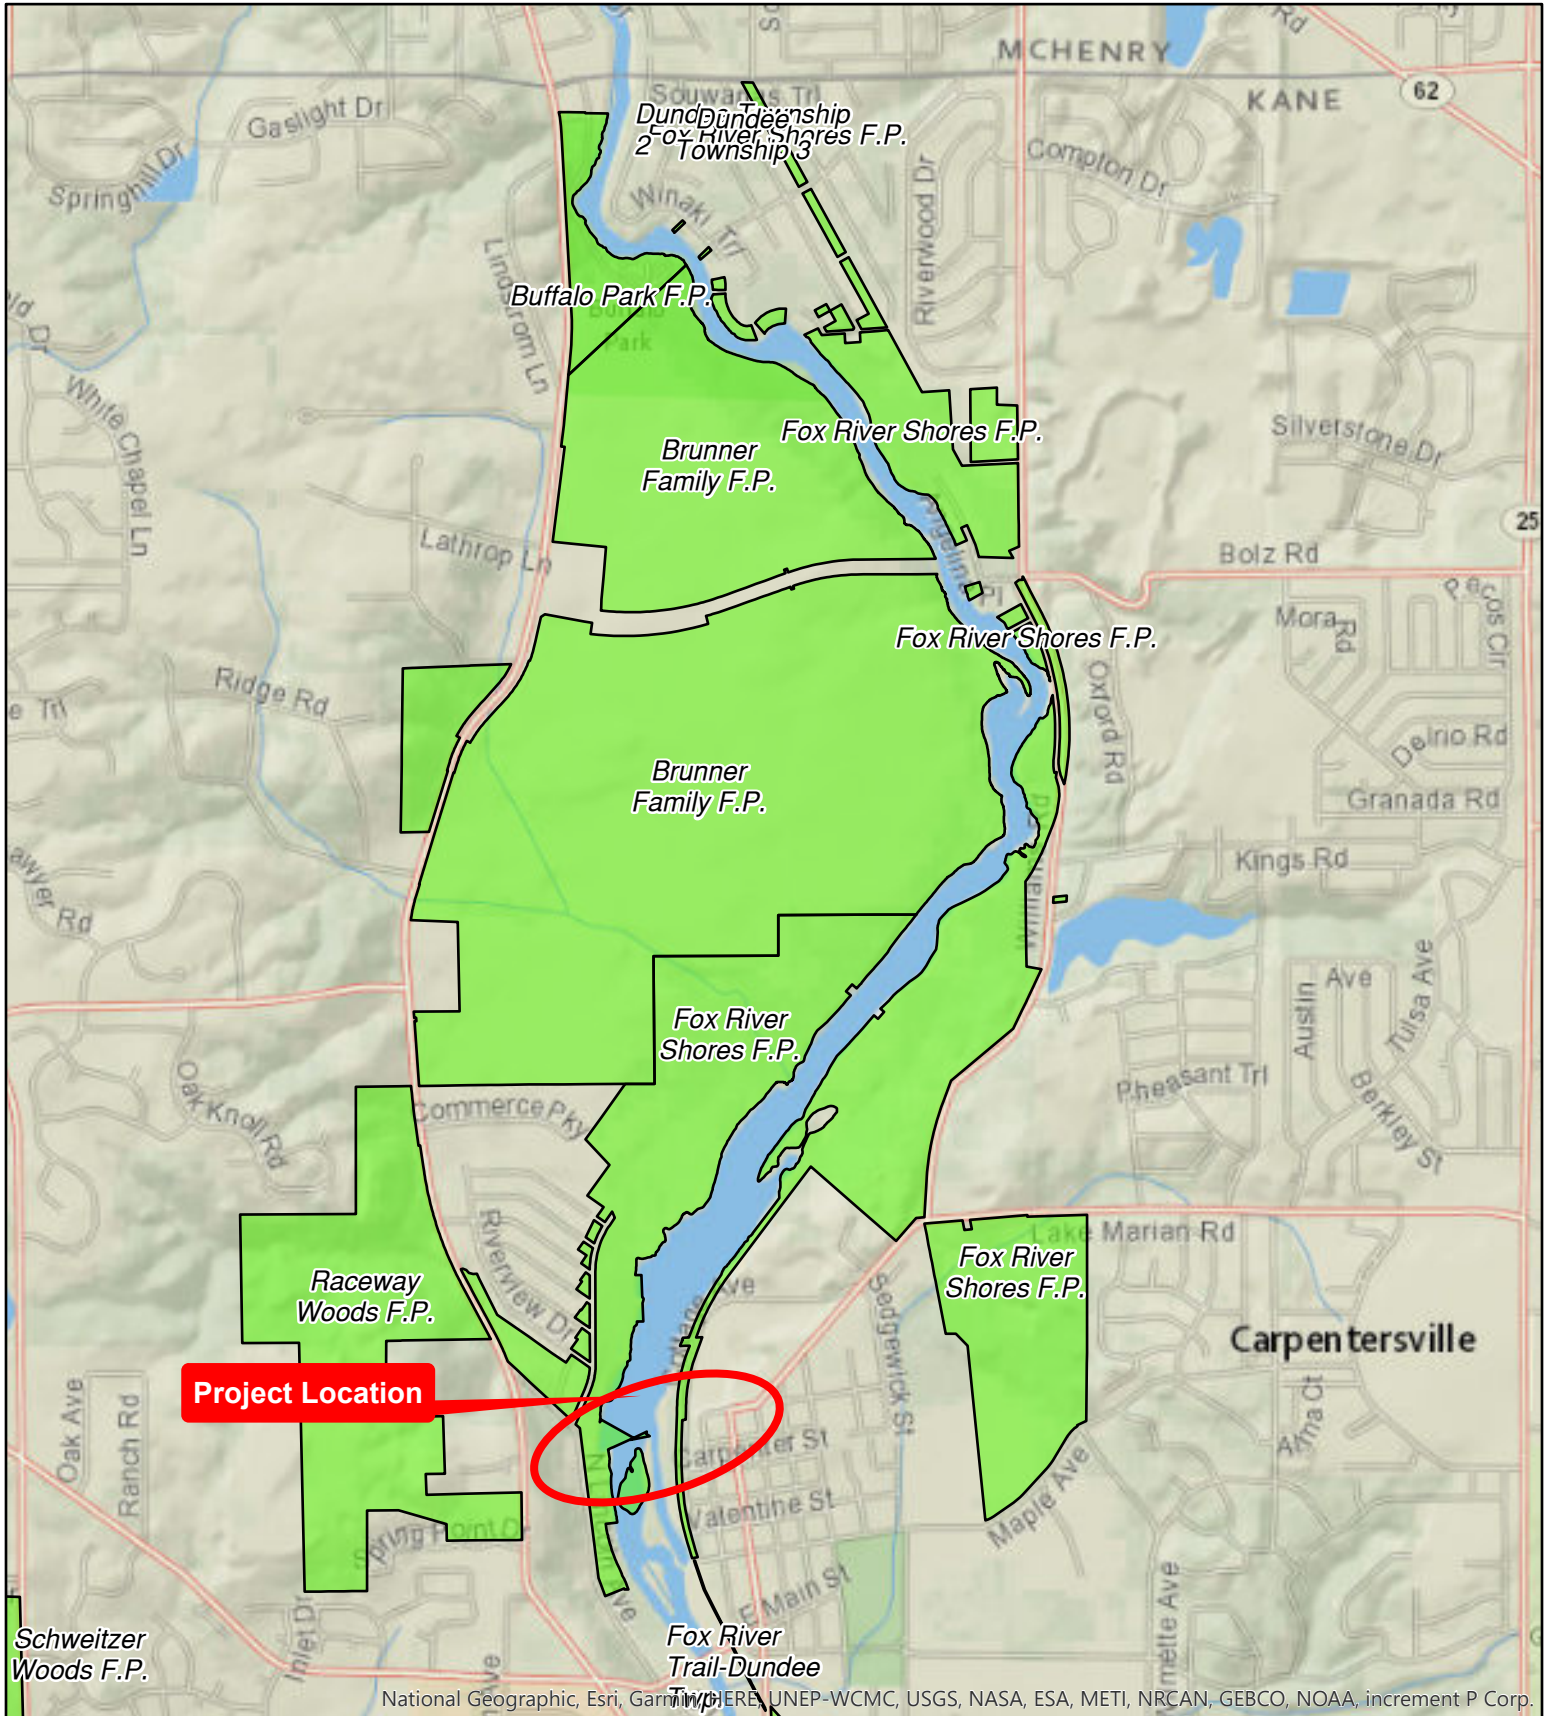 MCHENRY
KANE
62
Rd
Souwanas Trl
Gaslight Dr
Dundee Township
2
Dundee
Township 3
Fox River Shores F.P.
Compton Dr
Springhill Dr
Winaki Trl
Riverwood Dr
Lindstrom Ln
Buffalo Park F.P.
Buffalo
Park
White Chapel Ln
Brunner
Family F.P.
Fox River Shores F.P.
Silverstone Dr
25
Angeline Pl
Lathrop Ln
Bolz Rd
Pecos Cir
Mora Rd
Fox River Shores F.P.
Ridge Rd
Oxford Rd
Delrio Rd
Brunner
Family F.P.
Granada Rd
Kings Rd
Ave
Austin
Tulsa Ave
Fox River
Shores F.P.
Oak Knoll Rd
Commerce Pky
Pheasant Trl
Berkley St
Riverview Dr
Lake Marian Rd
Fox River
Shores F.P.
Raceway
Woods F.P.
Sedgewick St
Carpentersville
Project Location
Oak Ave
Ranch Rd
Alma Ct
Carpenter St
Valentine St
Maple Ave
Spring Point Dr
E Main St
Inlet Dr
Schweitzer
Woods F.P.
Fox River
Trail-Dundee
Twp.
National Geographic, Esri, Garmin, HERE, UNEP-WCMC, USGS, NASA, ESA, METI, NRCAN, GEBCO, NOAA, increment P Corp.